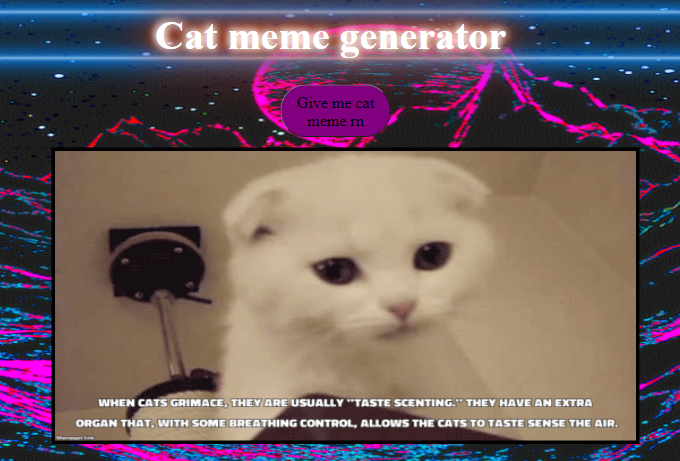 Cat meme generator
Give me cat
meme rn
WHEN CATS GRIMACE, THEY ARE USUALLY "TASTE SCENTING." THEY HAVE AN EXTRA
ORGAN THAT, WITH SOME BREATHING CONTROL, ALLOWS THE CATS TO TASTE SENSE THE AIR.